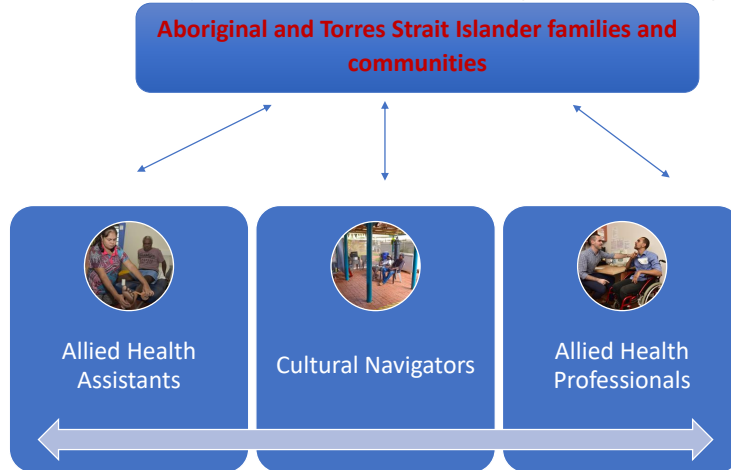 Aboriginal and Torres Strait Islander families and
communities
Allied Health
Assistants
Cultural Navigators
Allied Health
Professionals